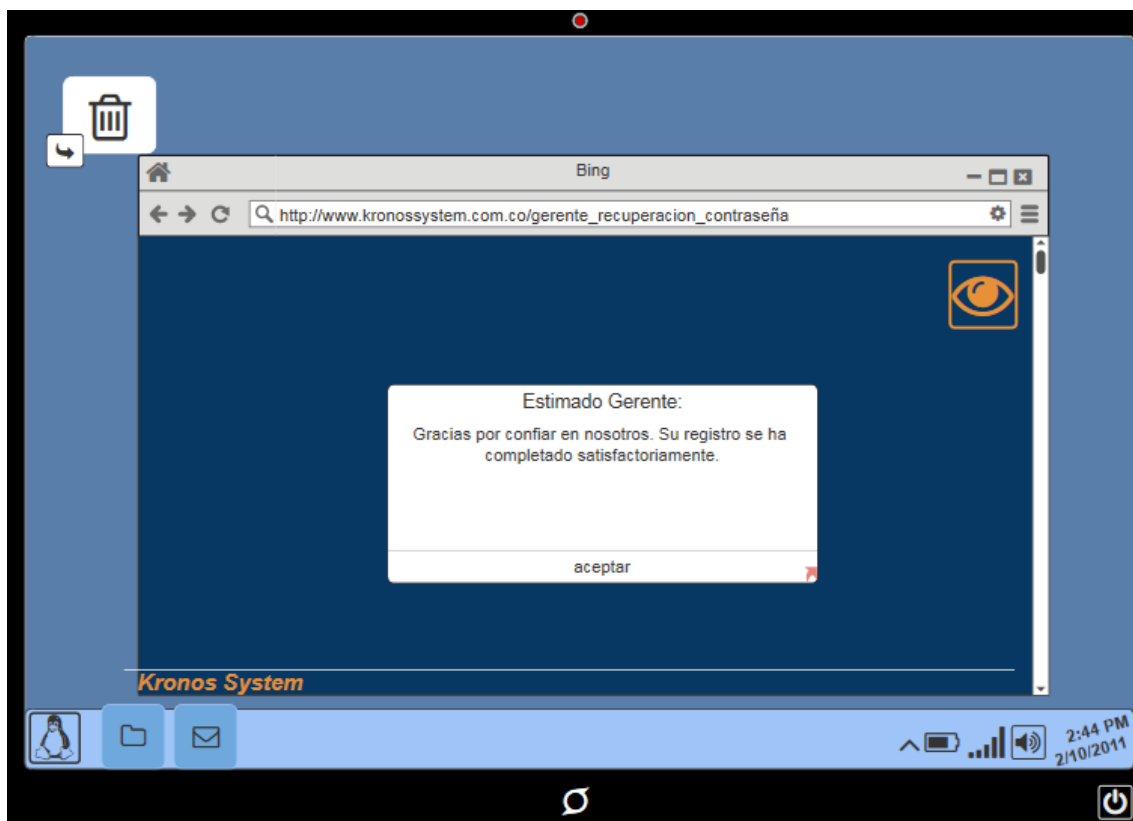 Bing
http://www.kronossystem.com.co/gerente_recuperacion_contraseña
Estimado Gerente:
Gracias por confiar en nosotros. Su registro se ha
completado satisfactoriamente.
aceptar
Kronos System
2:44 PM
2/10/2011